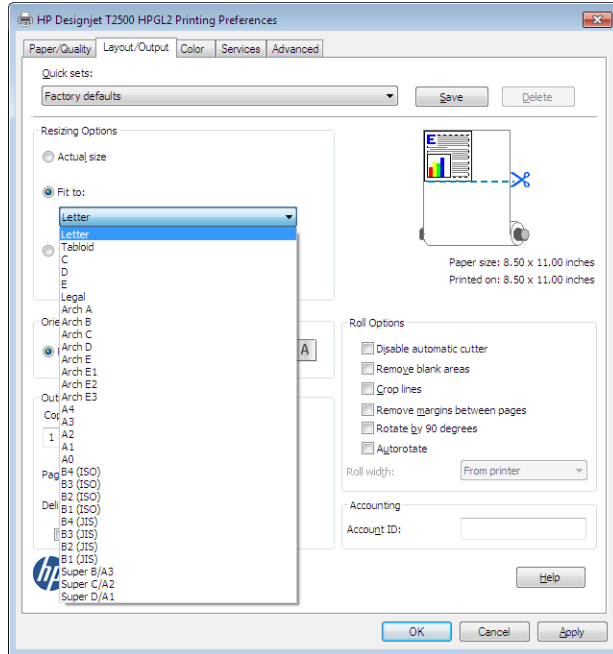 HP Designjet T2500 HPGL2 Printing Preferences
Paper/Quality Layout/Output Color Services Advanced
Quick sets:
Factory defaults Save Delete
Resizing Options
Actual size
Fit to:
Letter
Letter
Tabloid
C
D
E
Legal
Arch A
Arch B
Arch C
Arch D
Arch E
Arch E1
Arch E2
Arch E3
A4
A3
A2
A1
A0
B4 (ISO)
B3 (ISO)
B2 (ISO)
B1 (ISO)
B4 (JIS)
B3 (JIS)
B2 (JIS)
B1 (JIS)
Super B/A3
Super C/A2
Super D/A1
E
Paper size: 8.50 x 11.00 inches
Printed on: 8.50 x 11.00 inches
A
1
Roll Options
Disable automatic cutter
Remove blank areas
Crop lines
Remove margins between pages
Rotate by 90 degrees
Autorotate
Roll width: From printer
Accounting
Account ID:
hp
Help
OK Cancel Apply